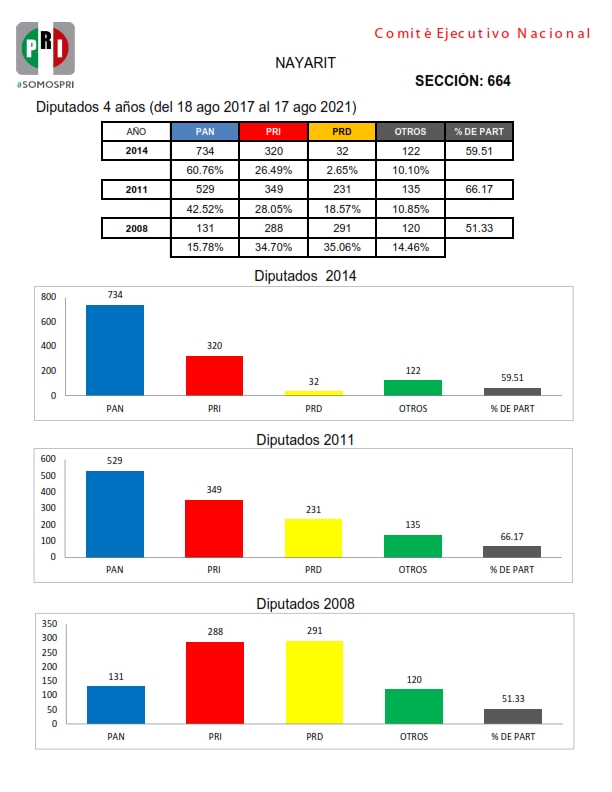 Comité Ejecutivo Nacional
PRI
#SOMOSPRI
NAYARIT
SECCIÓN: 664
Diputados 4 años (del 18 ago 2017 al 17 ago 2021)
AÑO PAN PRI PRD OTROS % DE PART
2014 734 320 32 122 59.51
60.76% 26.49% 2.65% 10.10%
2011 529 349 231 135 66.17
42.52% 28.05% 18.57% 10.85%
2008 131 288 291 120 51.33
15.78% 34.70% 35.06% 14.46%
Diputados 2014
800
600
400
200
0
734 320 32 122 59.51
PAN PRI PRD OTROS % DE PART
Diputados 2011
600
500
400
300
200
100
0
529 349 231 135 66.17
PAN PRI PRD OTROS % DE PART
Diputados 2008
350
300
250
200
150
100
50
0
131 288 291 120 51.33
PAN PRI PRD OTROS % DE PART